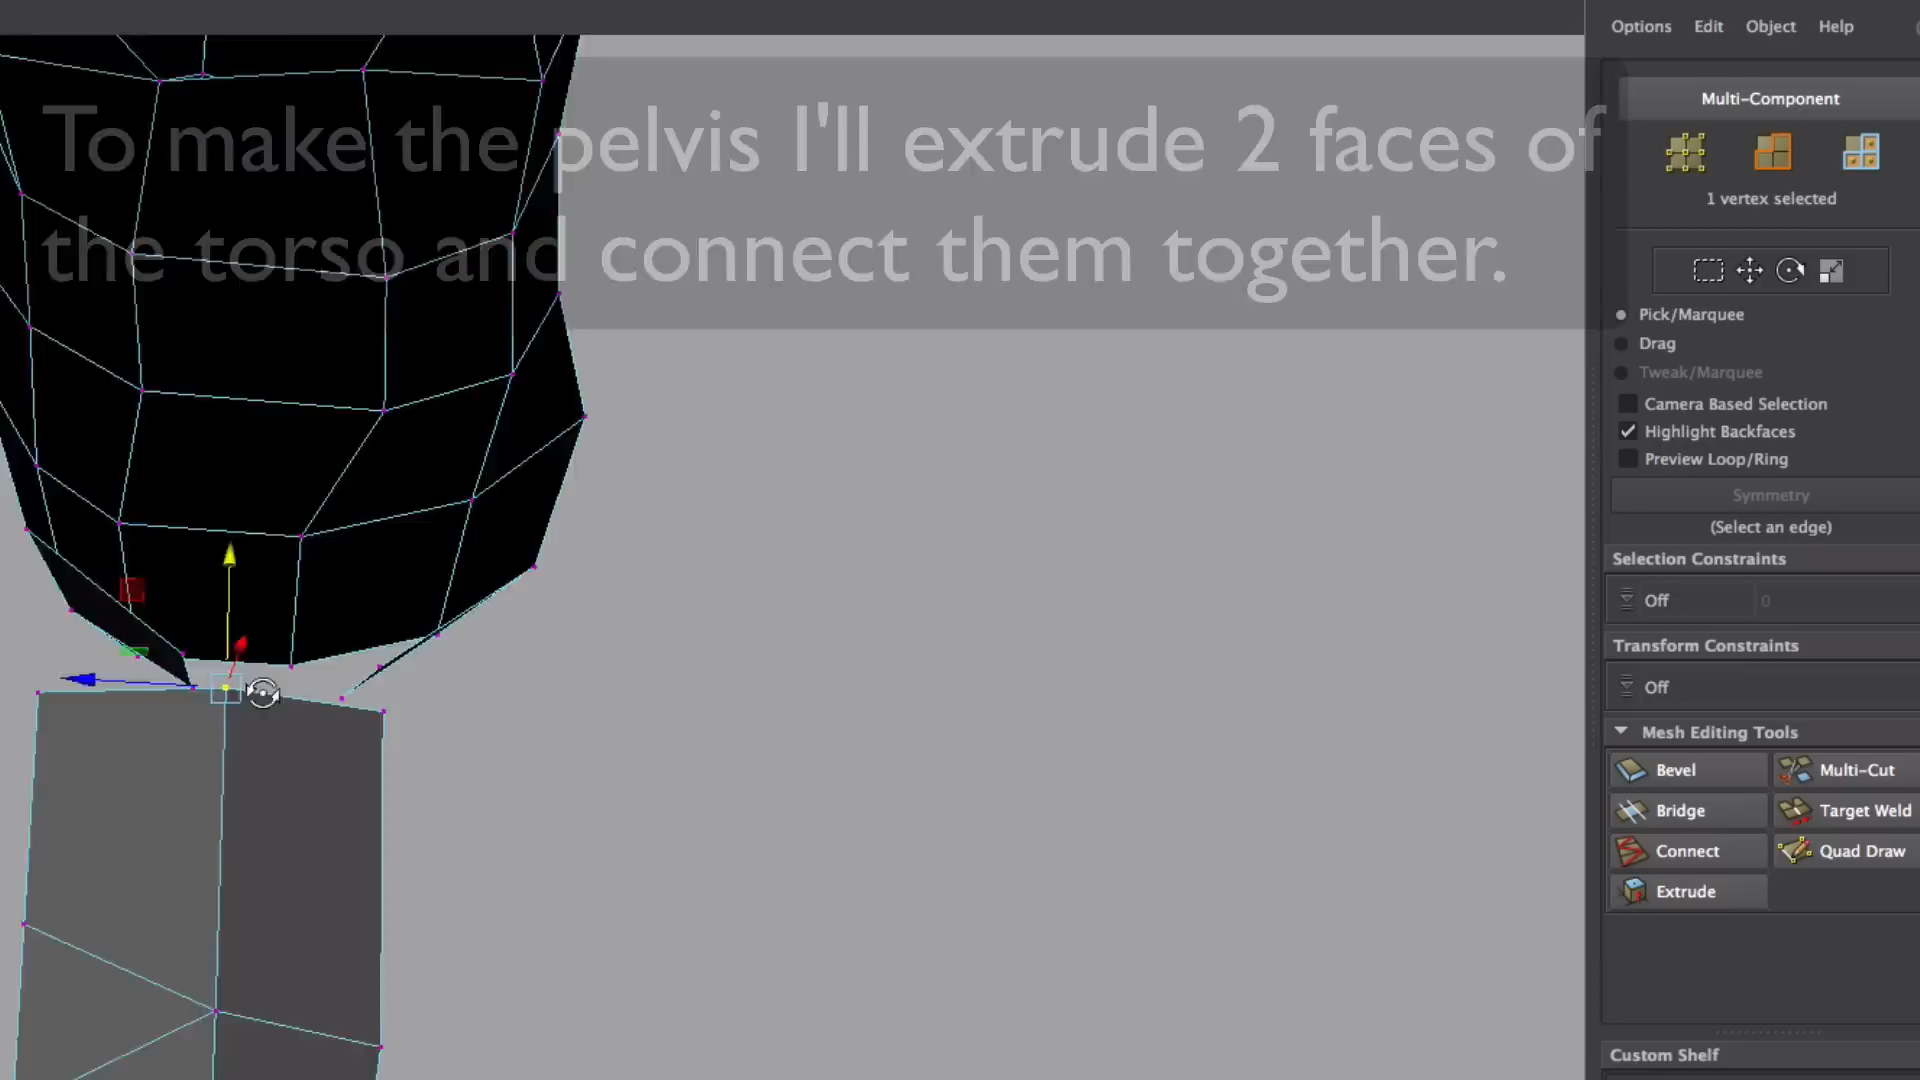 Options Edit Object Help
To make the pelvis I'll extrude 2 faces of
the torso and connect them together.
Multi-Component
1 vertex selected
Pick/Marquee
Drag
Tweak/Marquee
Camera Based Selection
Highlight Backfaces
Preview Loop/Ring
Symmetry
(Select an edge)
Selection Constraints
Off 0
Transform Constraints
Off
Mesh Editing Tools
Bevel Multi-Cut
Bridge Target Weld
Connect Quad Draw
Extrude
Custom Shelf